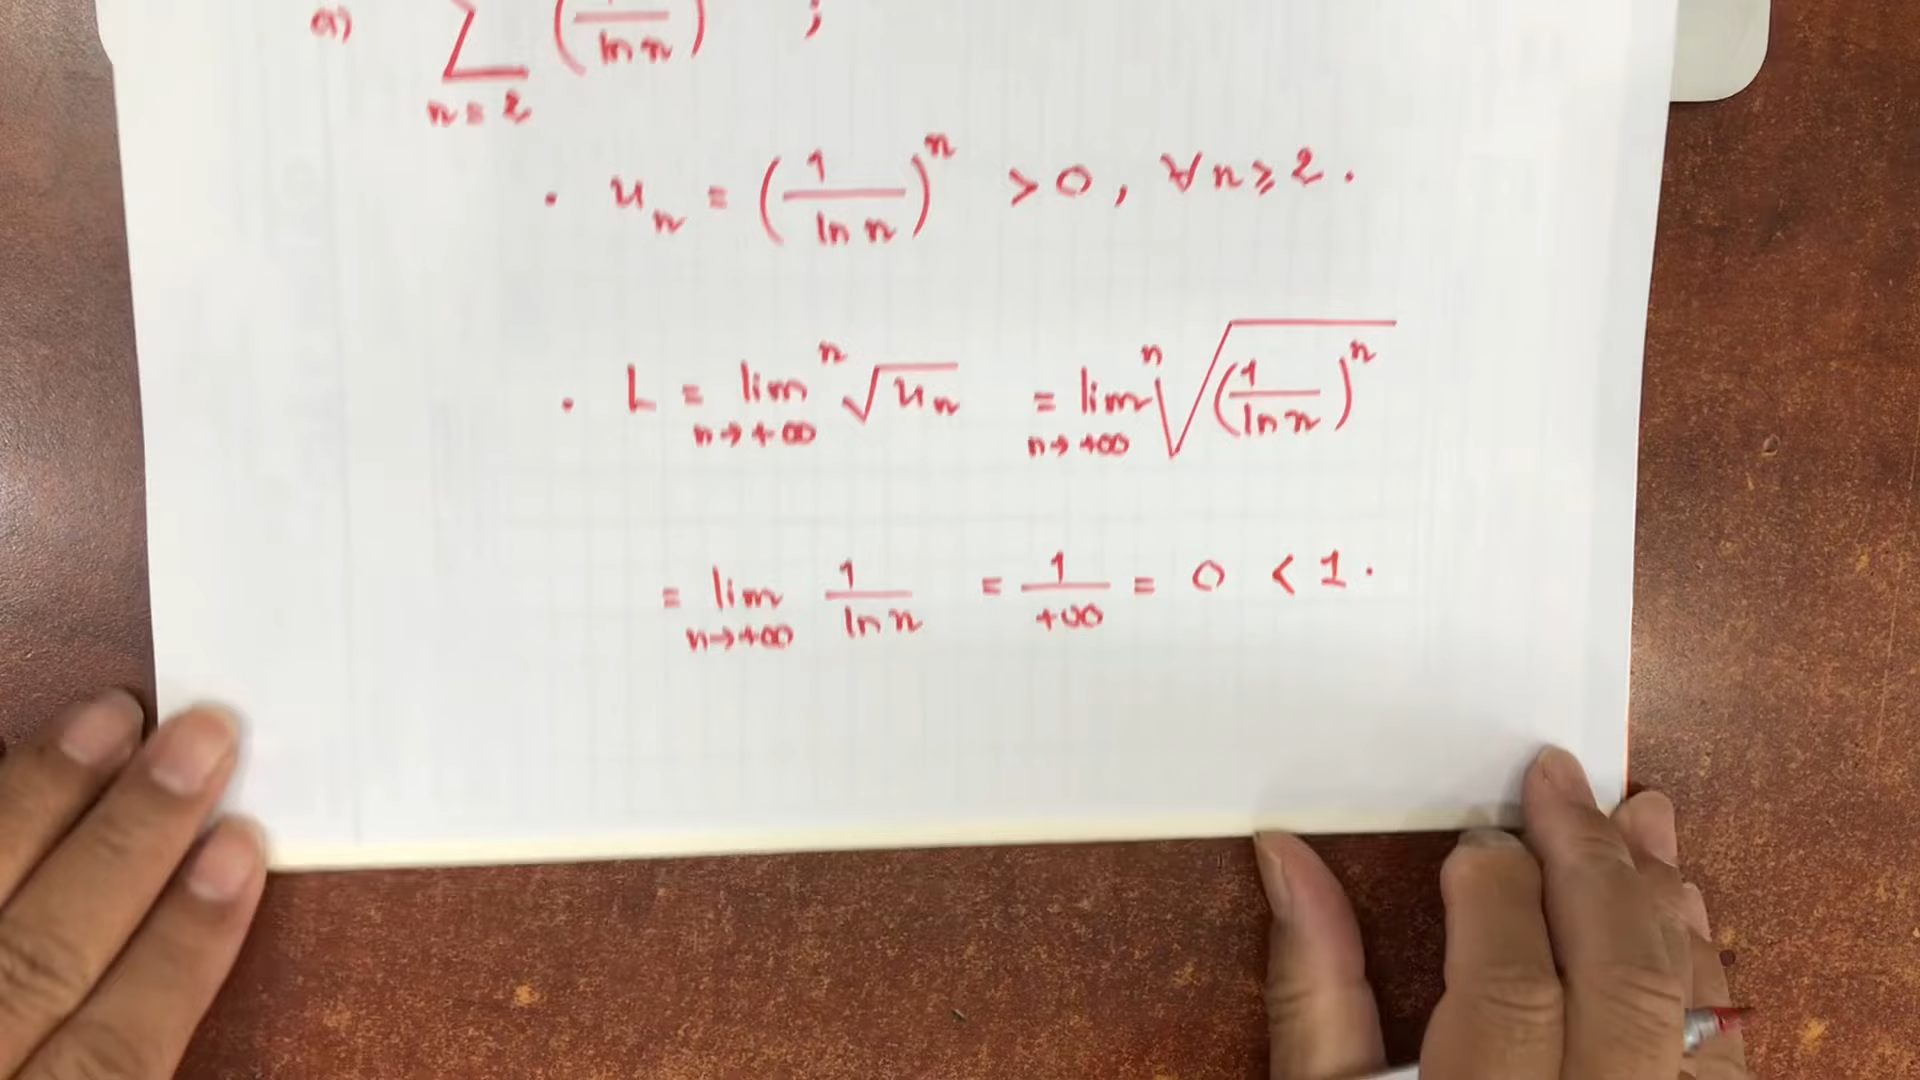 a) ∑ n=2 (1/ln n) ;
• uₙ = (1/ln n)ⁿ > 0, ∀n ⩾ 2.
• L = lim n→+∞ ⁿ√uₙ = lim n→+∞ ⁿ√(1/ln n)ⁿ
= lim n→+∞ 1/ln n = 1/+∞ = 0 < 1.